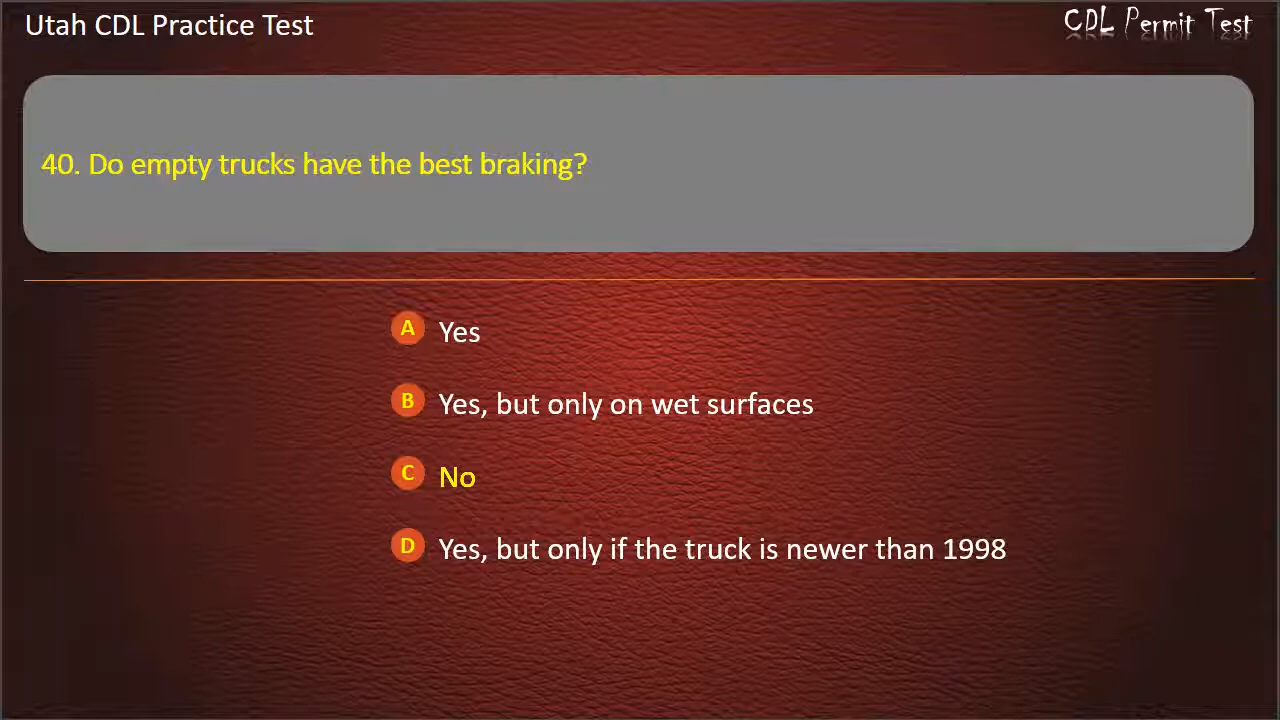 Utah CDL Practice Test
CDL Permit Test
40. Do empty trucks have the best braking?
A Yes
B Yes, but only on wet surfaces
C No
D Yes, but only if the truck is newer than 1998